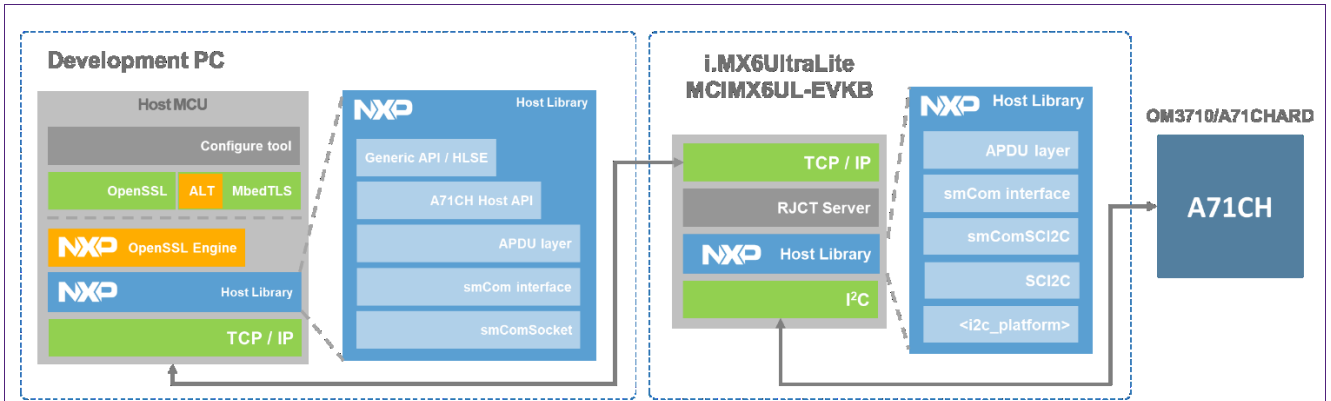 Development PC
Host MCU
Configure tool
OpenSSL
ALT
MbedTLS
NXP OpenSSL Engine
NXP Host Library
TCP / IP
NXP Host Library
Generic API / HLSE
A71CH Host API
APDU layer
smCom interface
smComSocket
i.MX6UltraLite
MCIMX6UL-EVKB
TCP / IP
RJCT Server
NXP Host Library
I²C
NXP Host Library
APDU layer
smCom interface
smComSCI2C
SCI2C
<i2c_platform>
OM3710/A71CHARD
A71CH